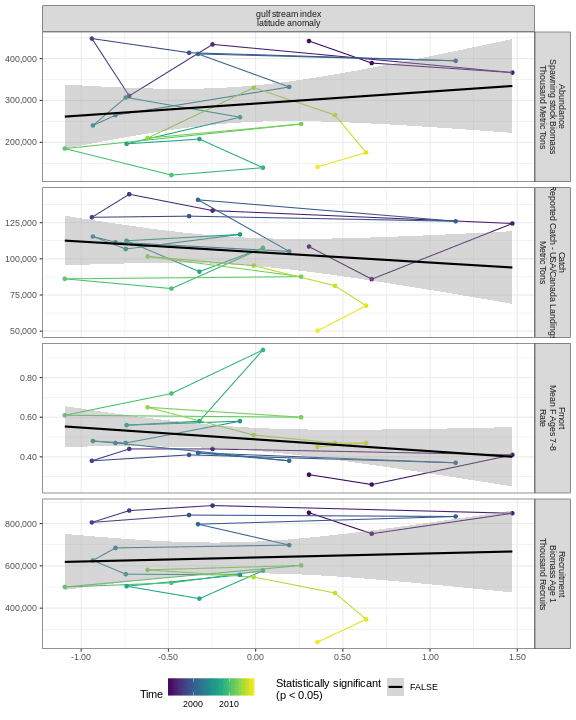 gulf stream index
latitude anomaly
400,000
300,000
200,000
Abundance
Spawning stock Biomass
Thousand Metric Tons
125,000
100,000
75,000
50,000
Catch
Reported Catch - USA/Canada Landings
Metric Tons
0.80
0.60
0.40
Fmort
Mean F Ages 7-8
Rate
800,000
600,000
400,000
Recruitment
Biomass Age 1
Thousand Recruits
-1.00 -0.50 0.00 0.50 1.00 1.50
Time
2000 2010
Statistically significant
(p < 0.05)
FALSE